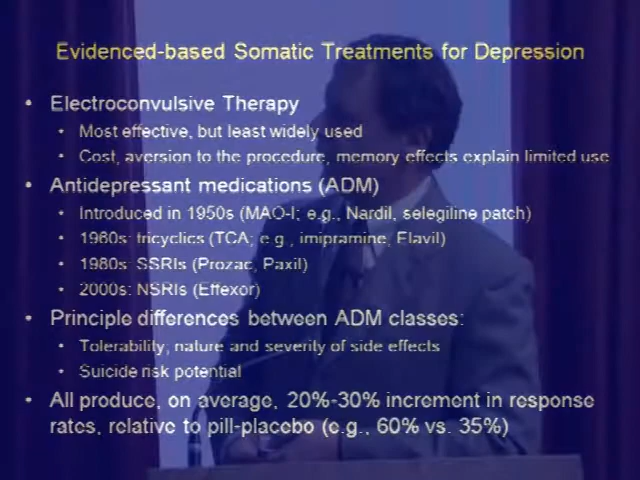 Evidenced-based Somatic Treatments for Depression
• Electroconvulsive Therapy
• Most effective, but least widely used
• Cost, aversion to the procedure, memory effects explain limited use
• Antidepressant medications (ADM)
• Introduced in 1950s (MAO-I; e.g., Nardil, selegiline patch)
• 1960s: tricyclics (TCA; e.g., imipramine, Elavil)
• 1980s: SSRIs (Prozac, Paxil)
• 2000s: NSRIs (Effexor)
• Principle differences between ADM classes:
• Tolerability; nature and severity of side effects
• Suicide risk potential
• All produce, on average, 20%-30% increment in response
rates, relative to pill-placebo (e.g., 60% vs. 35%)